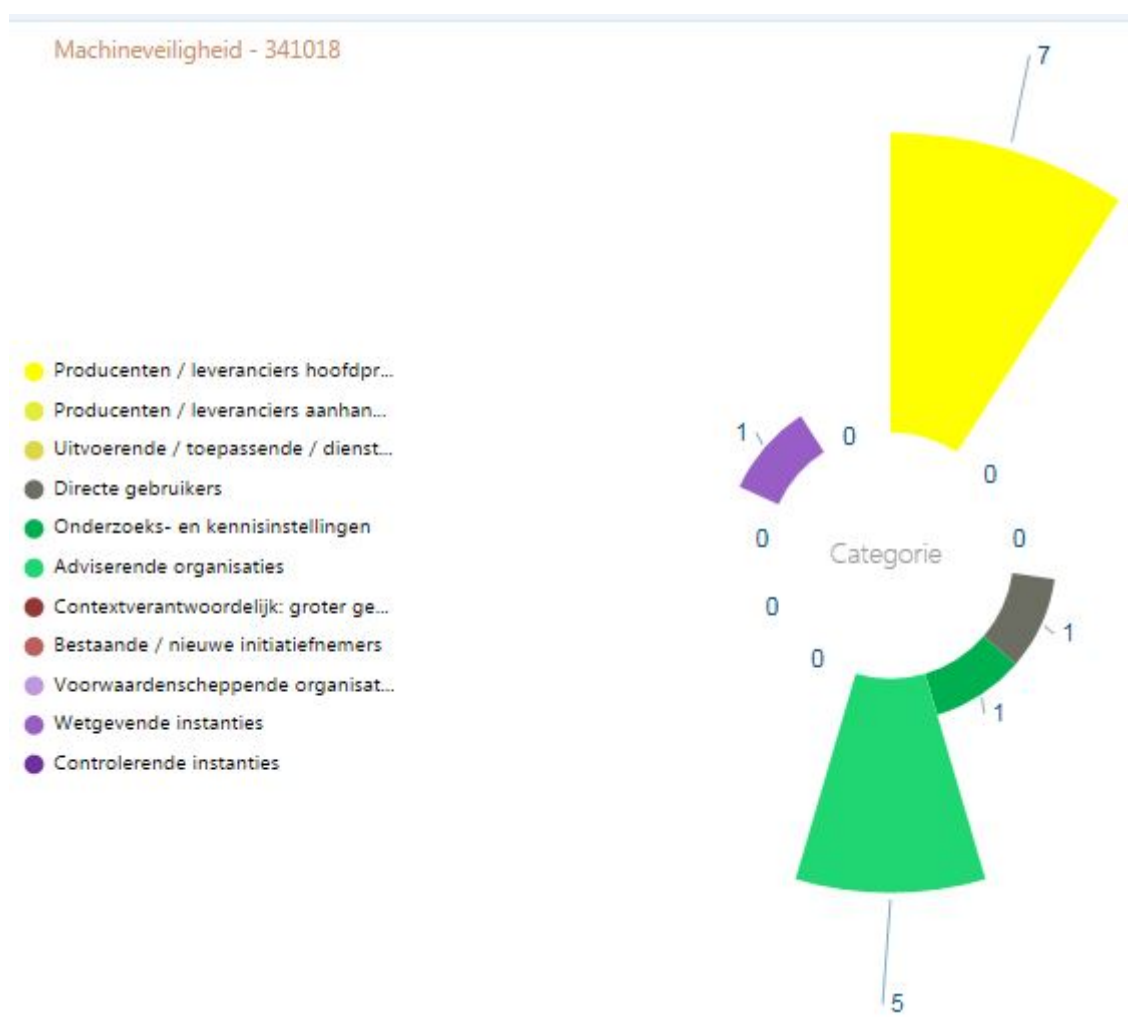 Machineveiligheid - 341018
7
Producenten / leveranciers hoofdpr...
Producenten / leveranciers aanhan...
Uitvoerende / toepassende / dienst...
Directe gebruikers
Onderzoeks- en kennisinstellingen
Adviserende organisaties
Contextverantwoordelijk: groter ge...
Bestaande / nieuwe initiatiefnemers
Voorwaardenscheppende organisat...
Wetgevende instanties
Controlerende instanties
1
0
0
0
0
Categorie
0
1
0
1
5